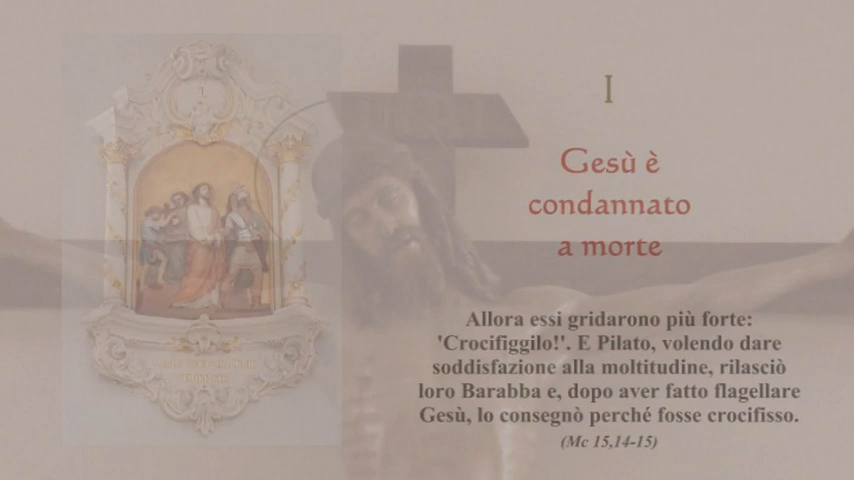 I
I
Gesù è
condannato
a morte
Allora essi gridarono più forte:
'Crocifiggilo!'. E Pilato, volendo dare
soddisfazione alla moltitudine, rilasciò
loro Barabba e, dopo aver fatto flagellare
Gesù, lo consegnò perché fosse crocifisso.
(Mc 15,14-15)